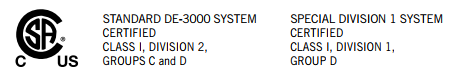 SA
C US
STANDARD DE-3000 SYSTEM
CERTIFIED
CLASS I, DIVISION 2,
GROUPS C and D
SPECIAL DIVISION 1 SYSTEM
CERTIFIED
CLASS I, DIVISION 1,
GROUP D